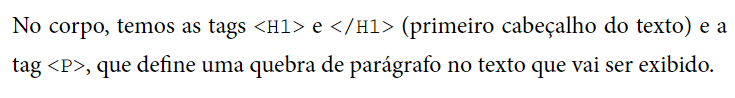 No corpo, temos as tags <H1> e </H1> (primeiro cabeçalho do texto) e a
tag <P>, que define uma quebra de parágrafo no texto que vai ser exibido.